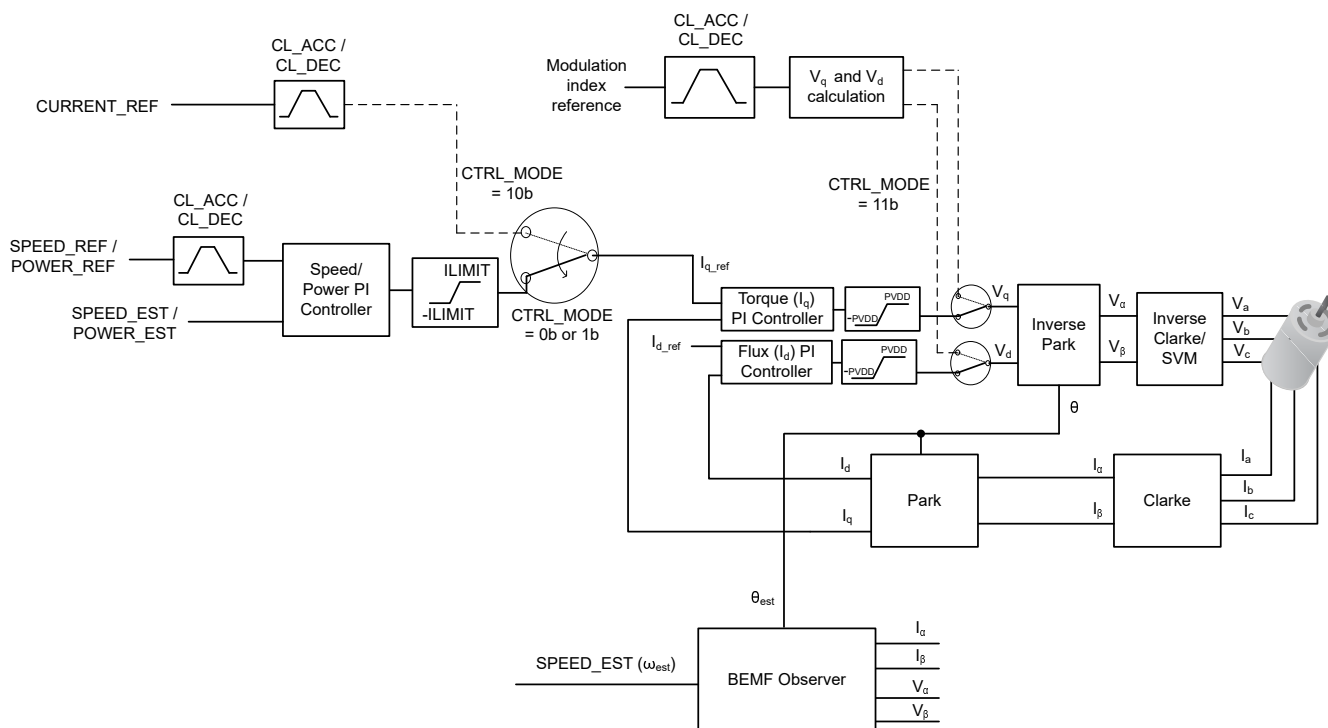 CL_ACC /
CL_DEC
CURRENT_REF
CL_ACC /
CL_DEC
Modulation
index
reference
Vq and Vd
calculation
CTRL_MODE
= 10b
CTRL_MODE
= 11b
CL_ACC /
CL_DEC
SPEED_REF /
POWER_REF
SPEED_EST /
POWER_EST
Speed/
Power PI
Controller
ILIMIT
-ILIMIT
CTRL_MODE
= 0b or 1b
Iq_ref
Id_ref
Torque (Iq)
PI Controller
PVDD
-PVDD
Flux (Id) PI
Controller
PVDD
-PVDD
Vq
Vd
Inverse
Park
Vα
Vβ
Inverse
Clarke/
SVM
Va
Vb
Vc
θ
Id
Iq
Park
Iα
Iβ
Clarke
Ia
Ib
Ic
θest
SPEED_EST (ωest)
BEMF Observer
Iα
Iβ
Vα
Vβ